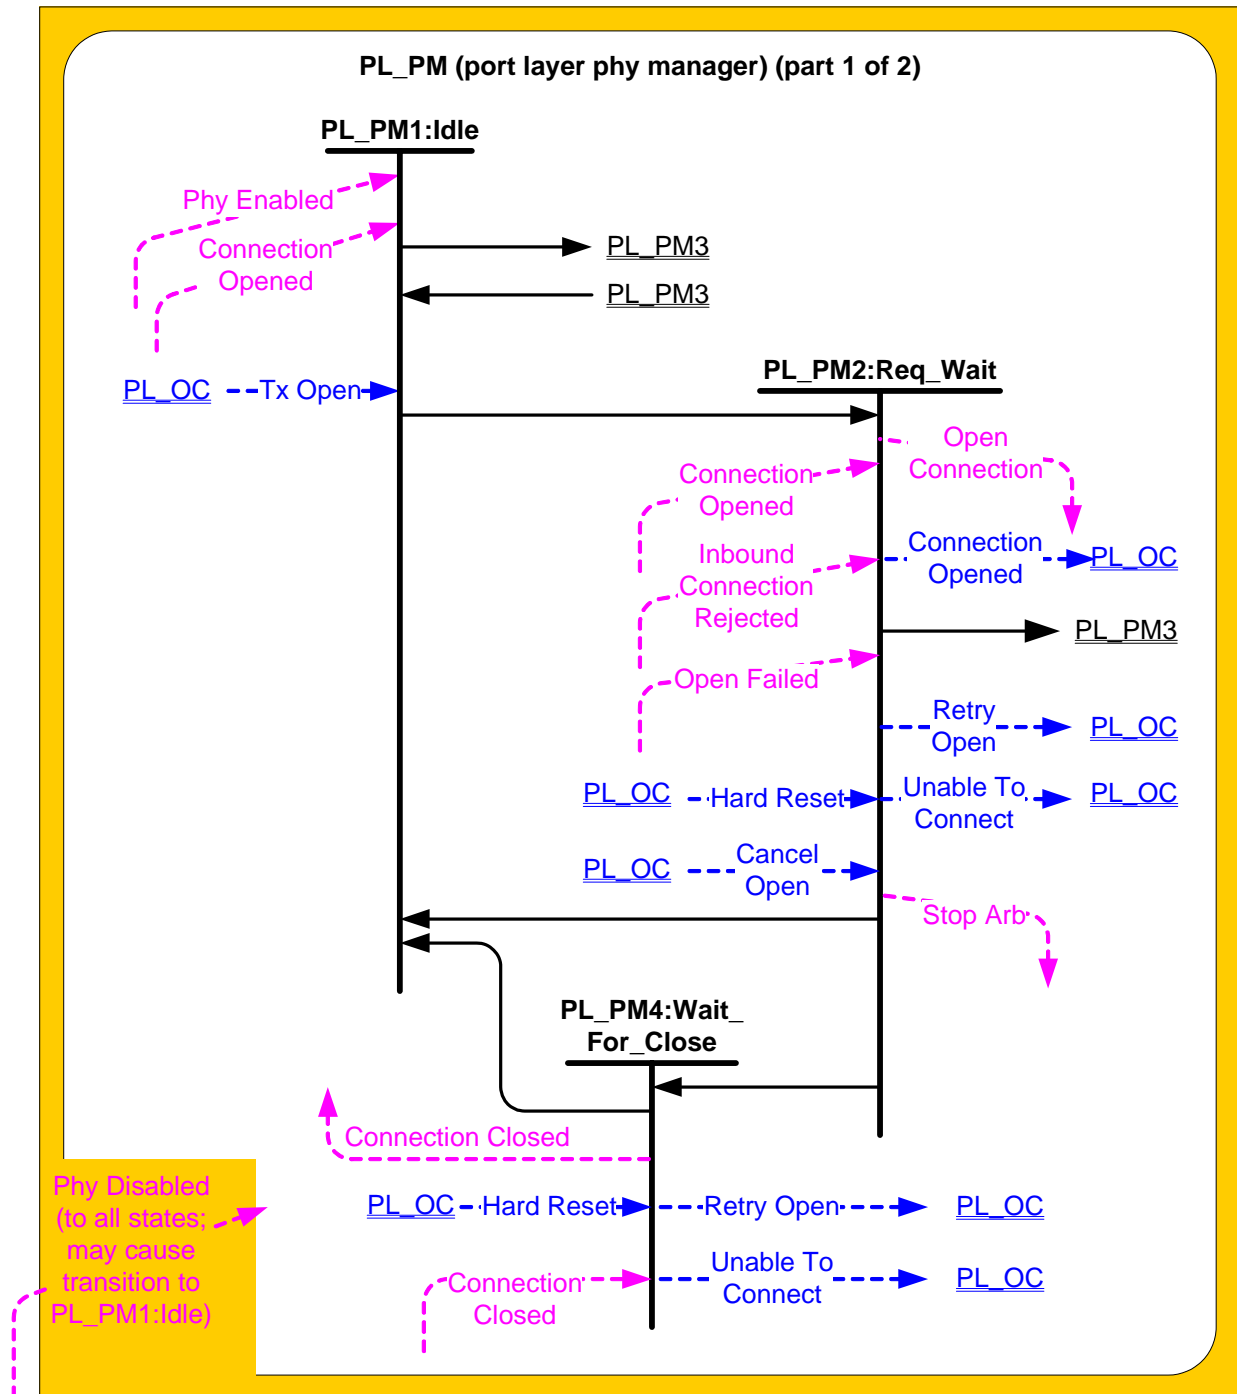 PL_PM (port layer phy manager) (part 1 of 2)
PL_PM1:Idle
Phy Enabled
Connection
Opened
PL_PM3
PL_PM3
PL_OC
Tx Open
PL_PM2:Req_Wait
Open
Connection
Connection
Opened
Connection
Opened
PL_OC
Inbound
Connection
Rejected
PL_PM3
Open Failed
Retry
Open
PL_OC
PL_OC
Hard Reset
Unable To
Connect
PL_OC
PL_OC
Cancel
Open
Stop Arb
PL_PM4:Wait_
For_Close
Connection Closed
Phy Disabled
(to all states;
may cause
transition to
PL_PM1:Idle)
PL_OC
Hard Reset
Retry Open
PL_OC
Connection
Closed
Unable To
Connect
PL_OC